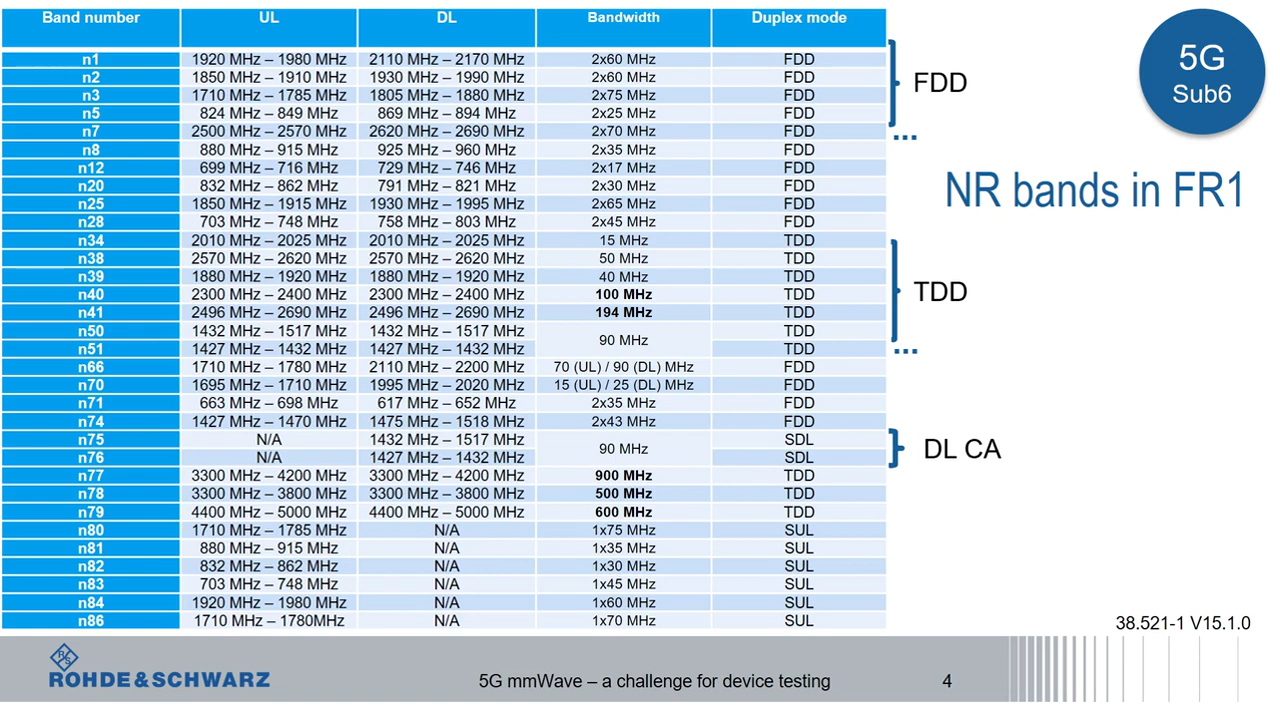 Band number UL DL Bandwidth Duplex mode
n1 1920 MHz – 1980 MHz 2110 MHz – 2170 MHz 2x60 MHz FDD
n2 1850 MHz – 1910 MHz 1930 MHz – 1990 MHz 2x60 MHz FDD
n3 1710 MHz – 1785 MHz 1805 MHz – 1880 MHz 2x75 MHz FDD
n5 824 MHz – 849 MHz 869 MHz – 894 MHz 2x25 MHz FDD
n7 2500 MHz – 2570 MHz 2620 MHz – 2690 MHz 2x70 MHz FDD
n8 880 MHz – 915 MHz 925 MHz – 960 MHz 2x35 MHz FDD
n12 699 MHz – 716 MHz 729 MHz – 746 MHz 2x17 MHz FDD
n20 832 MHz – 862 MHz 791 MHz – 821 MHz 2x30 MHz FDD
n25 1850 MHz – 1915 MHz 1930 MHz – 1995 MHz 2x65 MHz FDD
n28 703 MHz – 748 MHz 758 MHz – 803 MHz 2x45 MHz FDD
n34 2010 MHz – 2025 MHz 2010 MHz – 2025 MHz 15 MHz TDD
n38 2570 MHz – 2620 MHz 2570 MHz – 2620 MHz 50 MHz TDD
n39 1880 MHz – 1920 MHz 1880 MHz – 1920 MHz 40 MHz TDD
n40 2300 MHz – 2400 MHz 2300 MHz – 2400 MHz 100 MHz TDD
n41 2496 MHz – 2690 MHz 2496 MHz – 2690 MHz 194 MHz TDD
n50 1432 MHz – 1517 MHz 1432 MHz – 1517 MHz 90 MHz TDD
n51 1427 MHz – 1432 MHz 1427 MHz – 1432 MHz TDD
n66 1710 MHz – 1780 MHz 2110 MHz – 2200 MHz 70 (UL) / 90 (DL) MHz FDD
n70 1695 MHz – 1710 MHz 1995 MHz – 2020 MHz 15 (UL) / 25 (DL) MHz FDD
n71 663 MHz – 698 MHz 617 MHz – 652 MHz 2x35 MHz FDD
n74 1427 MHz – 1470 MHz 1475 MHz – 1518 MHz 2x43 MHz FDD
n75 N/A 1432 MHz – 1517 MHz 90 MHz SDL
n76 N/A 1427 MHz – 1432 MHz SDL
n77 3300 MHz – 4200 MHz 3300 MHz – 4200 MHz 900 MHz TDD
n78 3300 MHz – 3800 MHz 3300 MHz – 3800 MHz 500 MHz TDD
n79 4400 MHz – 5000 MHz 4400 MHz – 5000 MHz 600 MHz TDD
n80 1710 MHz – 1785 MHz N/A 1x75 MHz SUL
n81 880 MHz – 915 MHz N/A 1x35 MHz SUL
n82 832 MHz – 862 MHz N/A 1x30 MHz SUL
n83 703 MHz – 748 MHz N/A 1x45 MHz SUL
n84 1920 MHz – 1980 MHz N/A 1x60 MHz SUL
n86 1710 MHz – 1780MHz N/A 1x70 MHz SUL
FDD
...
TDD
...
DL CA
5G
Sub6
NR bands in FR1
38.521-1 V15.1.0
R S
ROHDE & SCHWARZ
5G mmWave – a challenge for device testing
4